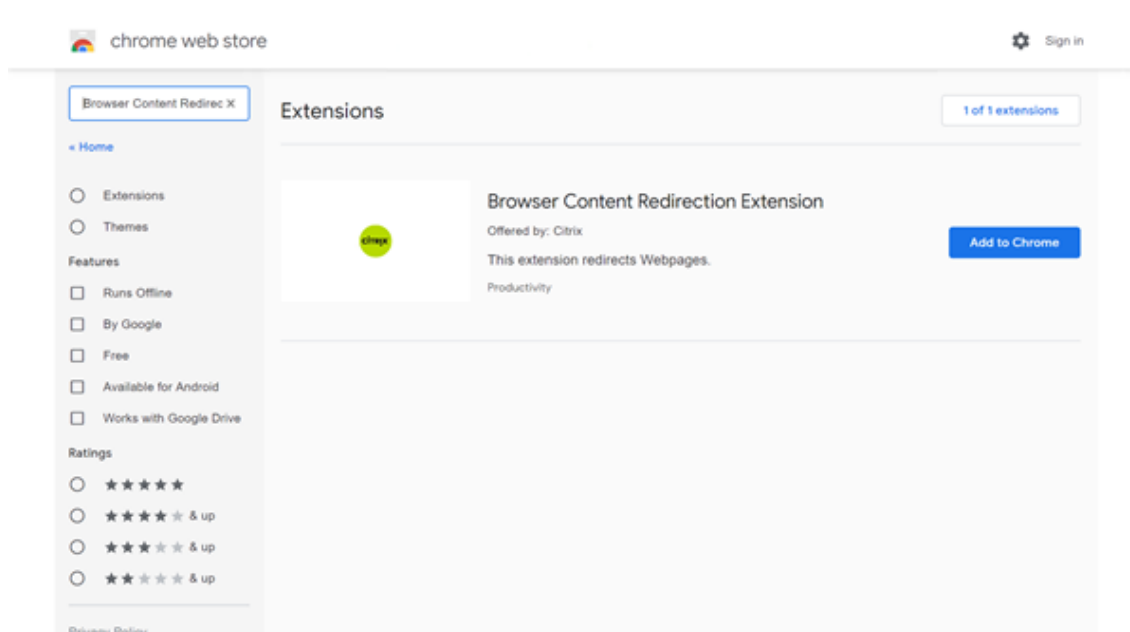 chrome web store
Sign in
Browser Content Redirec X
Extensions
1 of 1 extensions
« Home
Extensions
Themes
Features
Runs Offline
By Google
Free
Available for Android
Works with Google Drive
Ratings
& up
& up
& up
citrix
Browser Content Redirection Extension
Offered by: Citrix
This extension redirects Webpages.
Productivity
Add to Chrome
Privacy Policy